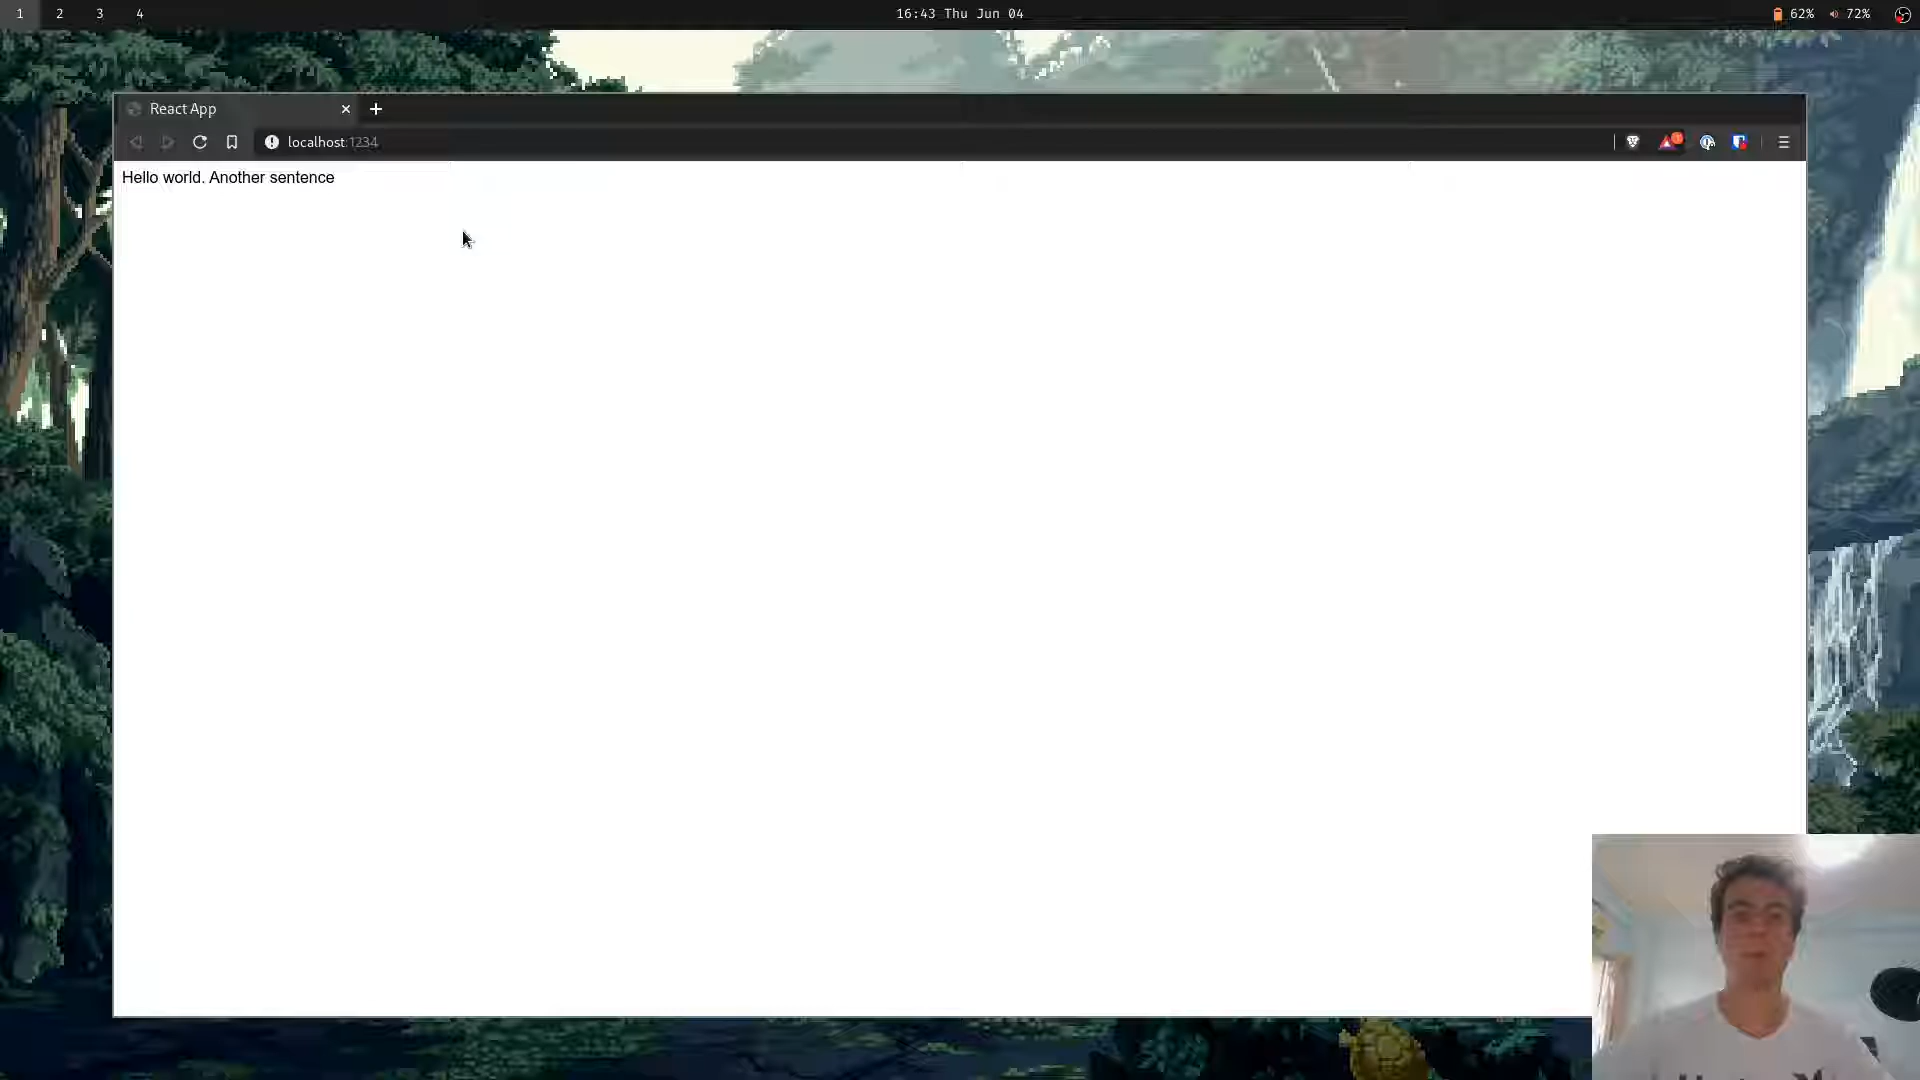 1 2 3 4 16:43 Thu Jun 04 62% 72%
React App
localhost:1234
Hello world. Another sentence